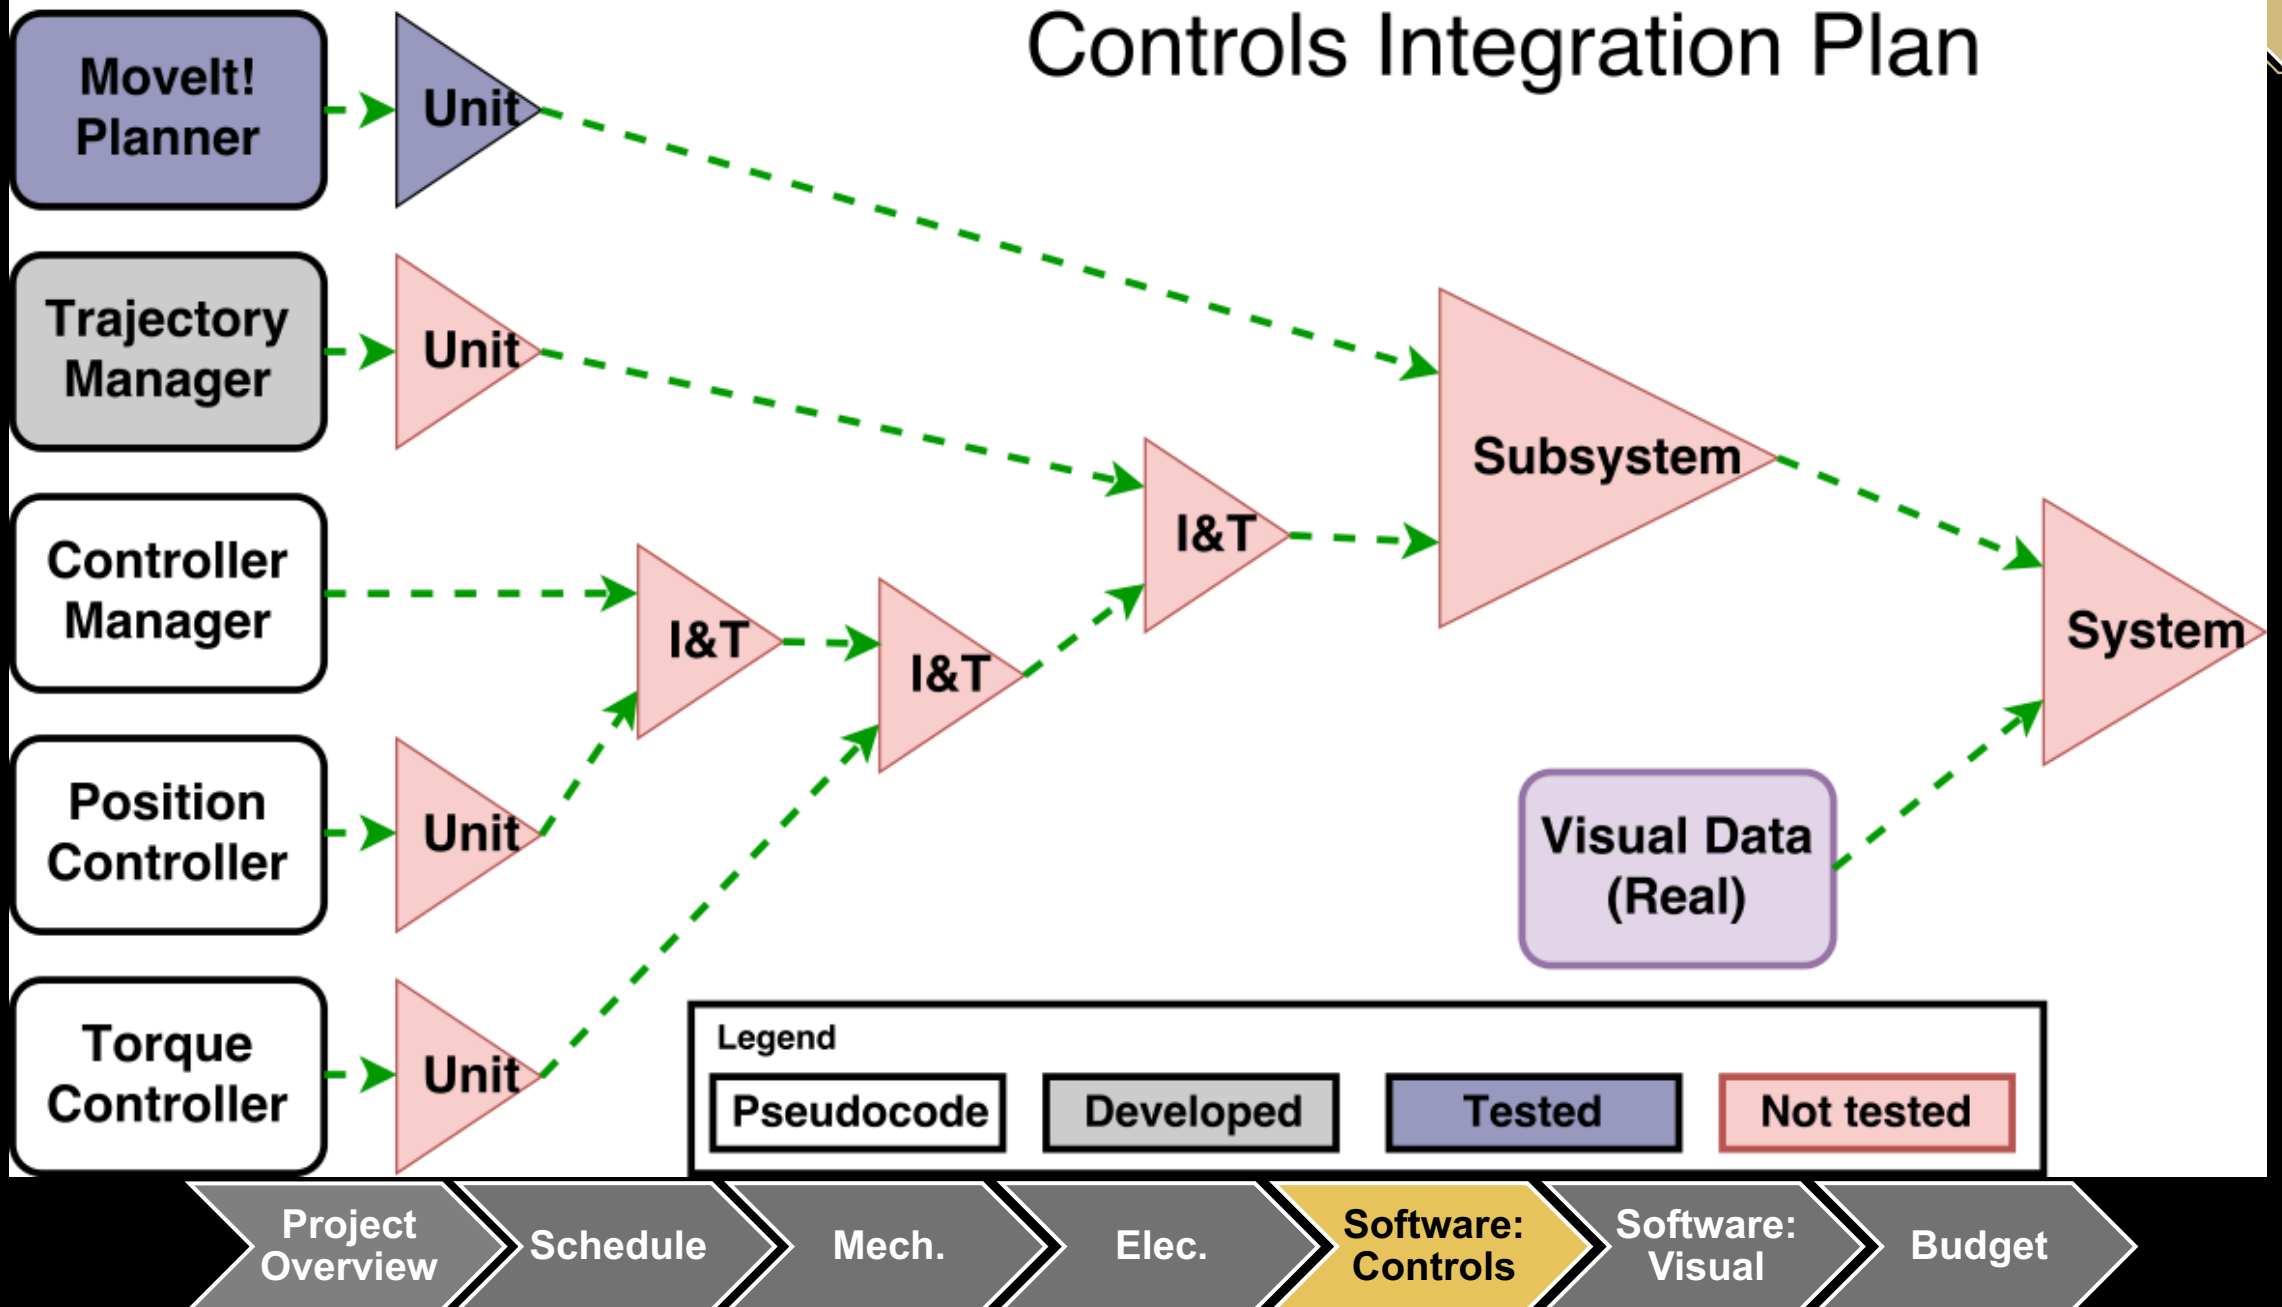 Controls Integration Plan
MoveIt!
Planner
Unit
Trajectory
Manager
Unit
Subsystem
Controller
Manager
I&T
I&T
I&T
System
Position
Controller
Unit
Visual Data
(Real)
Torque
Controller
Unit
Legend
Pseudocode
Developed
Tested
Not tested
Project
Overview
Schedule
Mech.
Elec.
Software:
Controls
Software:
Visual
Budget